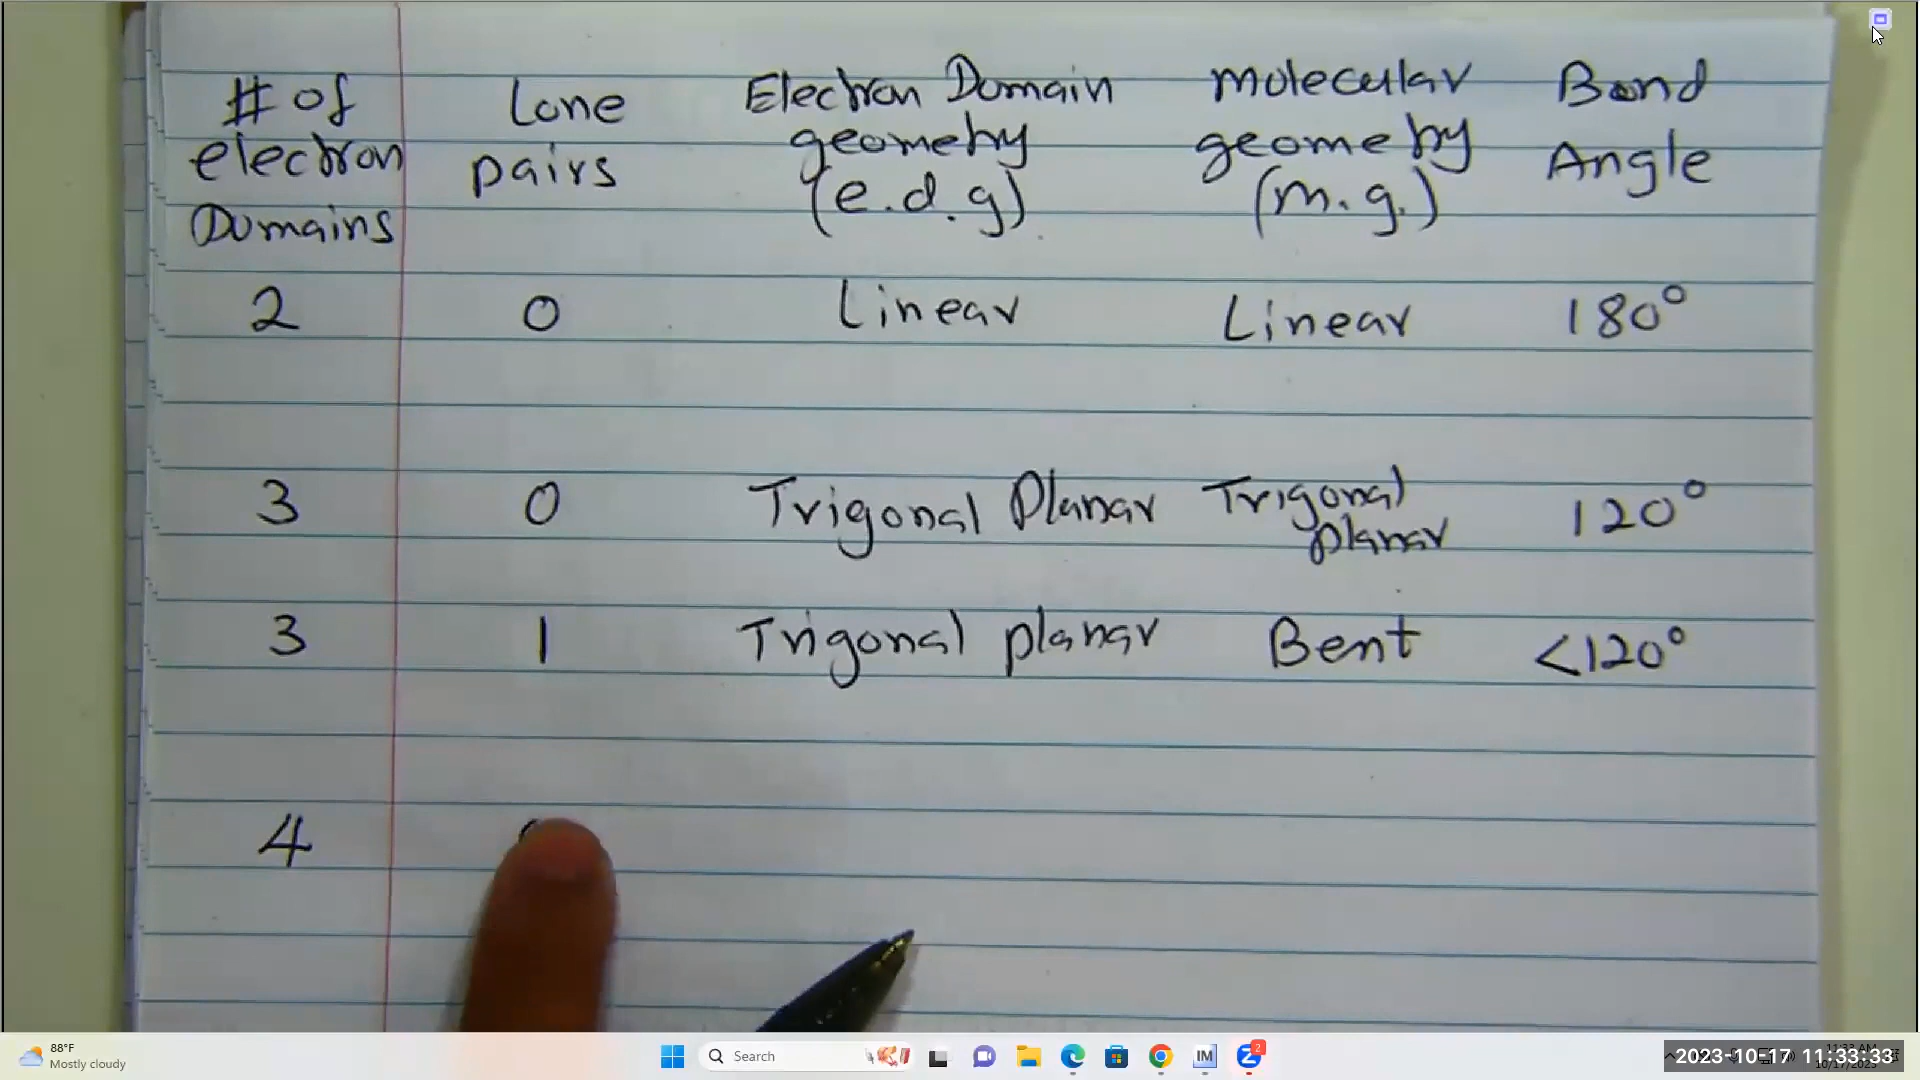 # of
electron
Domains
Lone
pairs
Electron Domain
geometry
(e.d.g)
Molecular
geometry
(m.g.)
Bond
Angle
2 0 Linear Linear 180°
3 0 Trigonal Planar Trigonal
planar 120°
3 1 Trigonal planar Bent <120°
4
88°F
Mostly cloudy
Search
IM
Z
2
2023-10-17 11:33:33